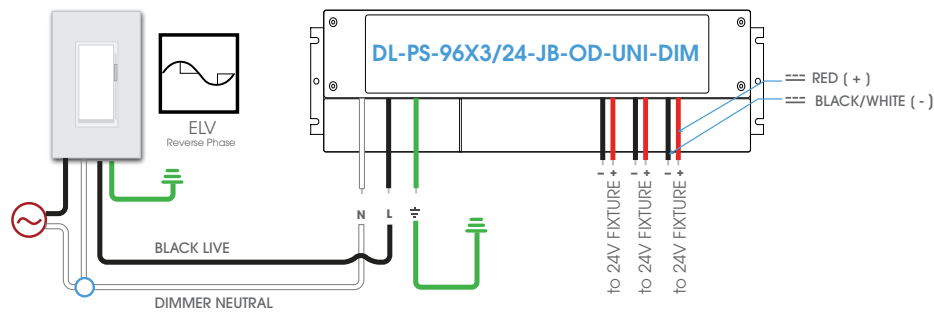 DL-PS-96X3/24-JB-OD-UNI-DIM
RED ( + )
BLACK/WHITE ( - )
ELV
Reverse Phase
- + - + - +
to 24V FIXTURE
to 24V FIXTURE
to 24V FIXTURE
N L
BLACK LIVE
DIMMER NEUTRAL